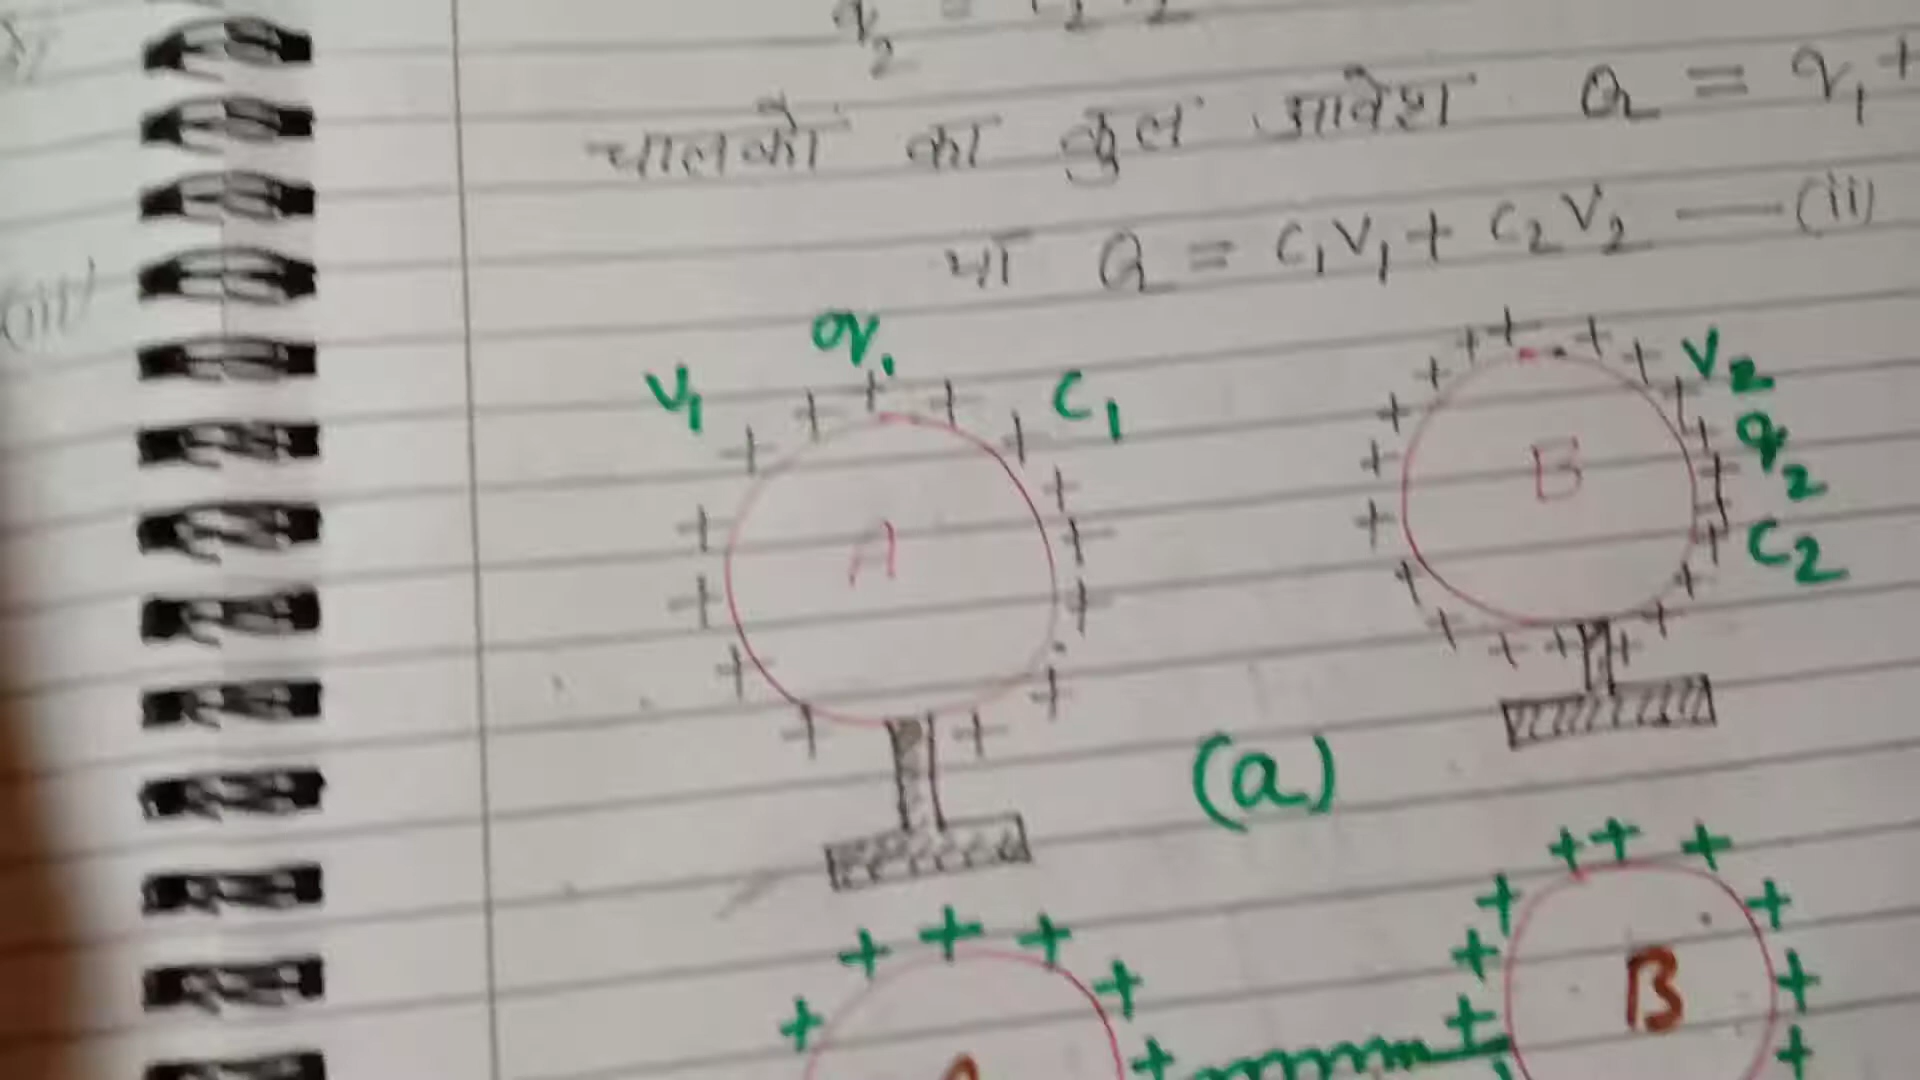 चालकों का कुल आवेश Q = q₁ +
या Q = C₁V₁ + C₂V₂ — (ii)
V₁ q₁ C₁
V₂
q₂
C₂
A B
(a)
B